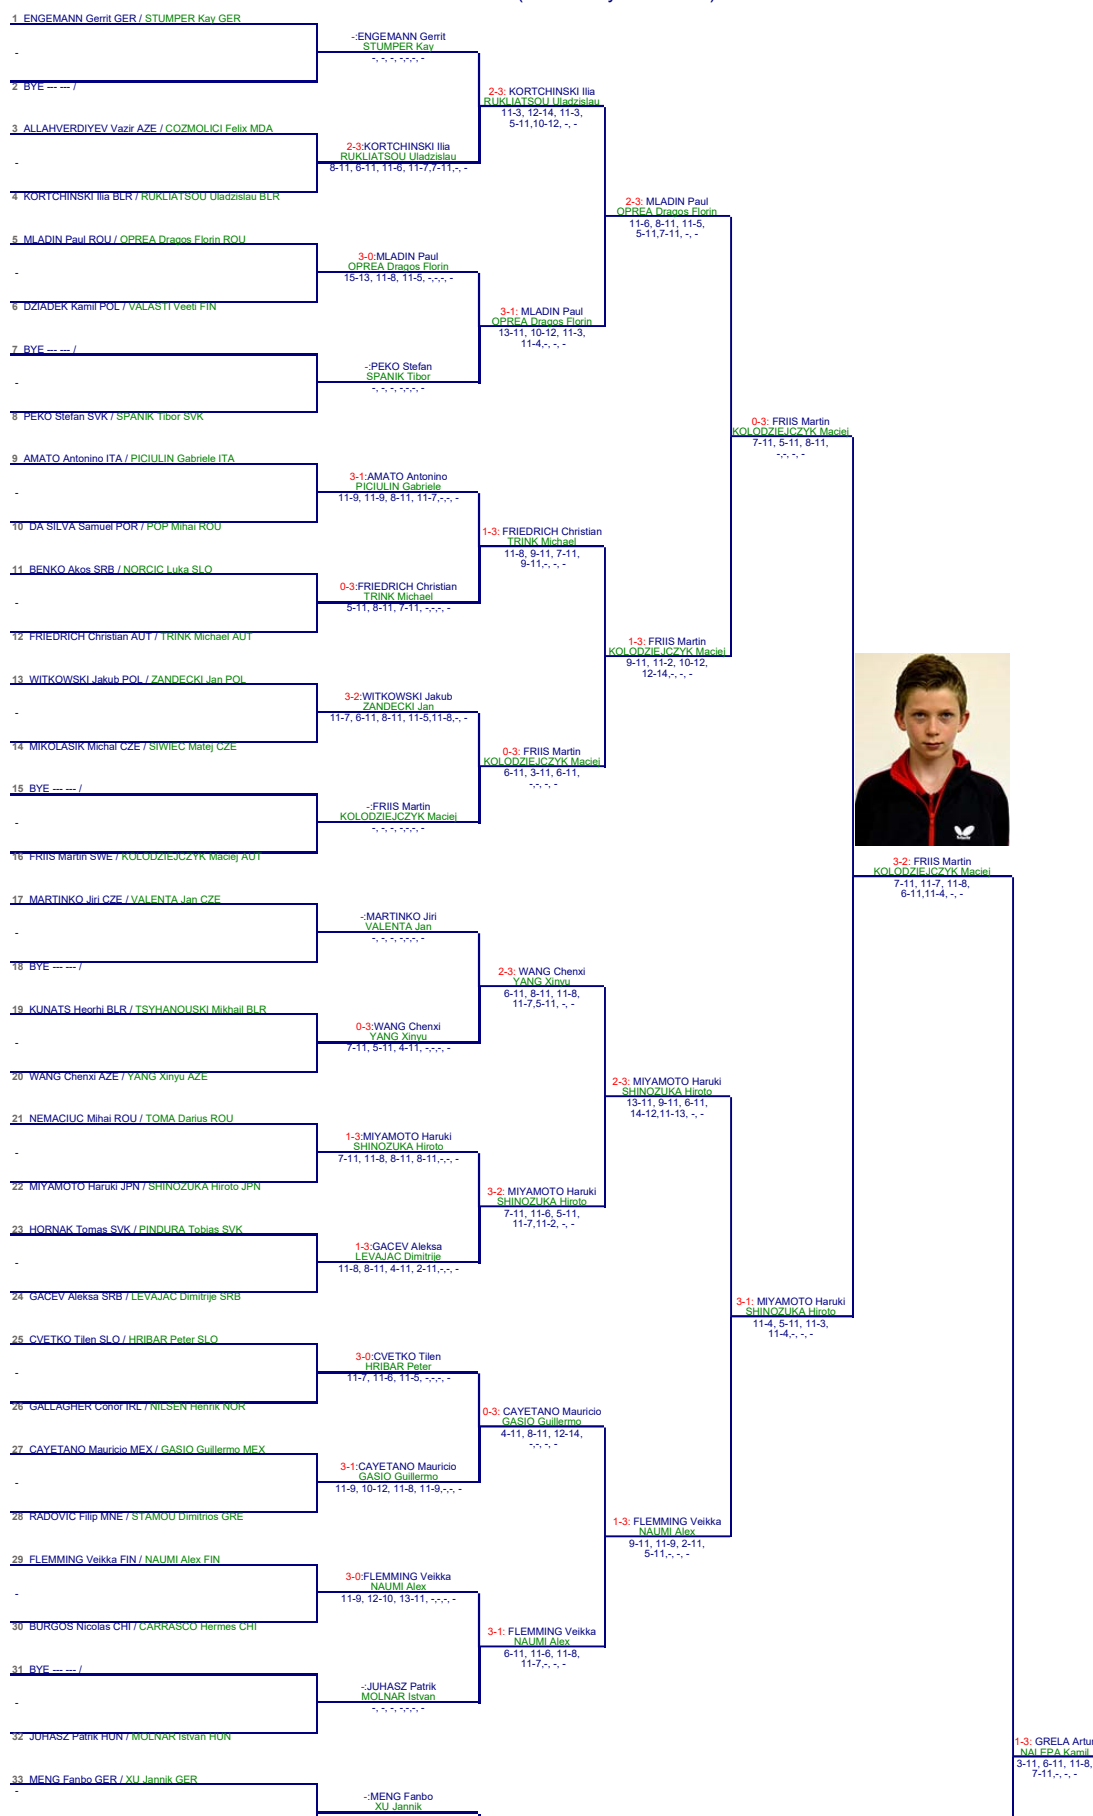 1 ENGEMANN Gerrit GER / STUMPER Kay GER
-
2 BYE --- --- /
-:ENGEMANN Gerrit
STUMPER Kay
-, -, -, -,-,-, -
3 ALLAHVERDIYEV Vazir AZE / COZMOLICI Felix MDA
-
4 KORTCHINSKI Ilia BLR / RUKLIATSOU Uladzislau BLR
2-3:KORTCHINSKI Ilia
RUKLIATSOU Uladzislau
8-11, 6-11, 11-6, 11-7,7-11,-, -
2-3: KORTCHINSKI Ilia
RUKLIATSOU Uladzislau
11-3, 12-14, 11-3,
5-11,10-12, -, -
5 MLADIN Paul ROU / OPREA Dragos Florin ROU
-
6 DZIADEK Kamil POL / VALASTI Veeti FIN
3-0:MLADIN Paul
OPREA Dragos Florin
15-13, 11-8, 11-5, -,-,-, -
7 BYE --- --- /
-
8 PEKO Stefan SVK / SPANIK Tibor SVK
-:PEKO Stefan
SPANIK Tibor
-, -, -, -,-,-, -
3-1: MLADIN Paul
OPREA Dragos Florin
13-11, 10-12, 11-3,
11-4,-, -, -
2-3: MLADIN Paul
OPREA Dragos Florin
11-6, 8-11, 11-5,
5-11,7-11, -, -
9 AMATO Antonino ITA / PICIULIN Gabriele ITA
-
10 DA SILVA Samuel POR / POP Mihai ROU
3-1:AMATO Antonino
PICIULIN Gabriele
11-9, 11-9, 8-11, 11-7,-,-, -
11 BENKO Akos SRB / NORCIC Luka SLO
-
12 FRIEDRICH Christian AUT / TRINK Michael AUT
0-3:FRIEDRICH Christian
TRINK Michael
5-11, 8-11, 7-11, -,-,-, -
1-3: FRIEDRICH Christian
TRINK Michael
11-8, 9-11, 7-11,
9-11,-, -, -
13 WITKOWSKI Jakub POL / ZANDECKI Jan POL
-
14 MIKOLASIK Michal CZE / SIWIEC Matej CZE
3-2:WITKOWSKI Jakub
ZANDECKI Jan
11-7, 6-11, 8-11, 11-5,11-8,-, -
15 BYE --- --- /
-
16 FRIIS Martin SWE / KOLODZIEJCZYK Maciej AUT
-:FRIIS Martin
KOLODZIEJCZYK Maciej
-, -, -, -,-,-, -
0-3: FRIIS Martin
KOLODZIEJCZYK Maciej
6-11, 3-11, 6-11,
-,-, -, -
1-3: FRIIS Martin
KOLODZIEJCZYK Maciej
9-11, 11-2, 10-12,
12-14,-, -, -
0-3: FRIIS Martin
KOLODZIEJCZYK Maciej
7-11, 5-11, 8-11,
-,-, -, -
3-2: FRIIS Martin
KOLODZIEJCZYK Maciej
7-11, 11-7, 11-8,
6-11,11-4, -, -
17 MARTINKO Jiri CZE / VALENTA Jan CZE
-
18 BYE --- --- /
-:MARTINKO Jiri
VALENTA Jan
-, -, -, -,-,-, -
19 KUNATS Heorhi BLR / TSYHANOUSKI Mikhail BLR
-
20 WANG Chenxi AZE / YANG Xinyu AZE
0-3:WANG Chenxi
YANG Xinyu
7-11, 5-11, 4-11, -,-,-, -
2-3: WANG Chenxi
YANG Xinyu
6-11, 8-11, 11-8,
11-7,5-11, -, -
21 NEMACIUC Mihai ROU / TOMA Darius ROU
-
22 MIYAMOTO Haruki JPN / SHINOZUKA Hiroto JPN
1-3:MIYAMOTO Haruki
SHINOZUKA Hiroto
7-11, 11-8, 8-11, 8-11,-,-, -
23 HORNAK Tomas SVK / PINDURA Tobias SVK
-
24 GACEV Aleksa SRB / LEVAJAC Dimitrije SRB
1-3:GACEV Aleksa
LEVAJAC Dimitrije
11-8, 8-11, 4-11, 2-11,-,-, -
3-2: MIYAMOTO Haruki
SHINOZUKA Hiroto
7-11, 11-6, 5-11,
11-7,11-2, -, -
2-3: MIYAMOTO Haruki
SHINOZUKA Hiroto
13-11, 9-11, 6-11,
14-12,11-13, -, -
25 CVETKO Tilen SLO / HRIBAR Peter SLO
-
26 GALLAGHER Conor IRL / NILSEN Henrik NOR
3-0:CVETKO Tilen
HRIBAR Peter
11-7, 11-6, 11-5, -,-,-, -
27 CAYETANO Mauricio MEX / GASIO Guillermo MEX
-
28 RADOVIC Filip MNE / STAMOU Dimitrios GRE
3-1:CAYETANO Mauricio
GASIO Guillermo
11-9, 10-12, 11-8, 11-9,-,-, -
0-3: CAYETANO Mauricio
GASIO Guillermo
4-11, 8-11, 12-14,
-,-, -, -
29 FLEMMING Veikka FIN / NAUMI Alex FIN
-
30 BURGOS Nicolas CHI / CARRASCO Hermes CHI
3-0:FLEMMING Veikka
NAUMI Alex
11-9, 12-10, 13-11, -,-,-, -
31 BYE --- --- /
-
32 JUHASZ Patrik HUN / MOLNAR Istvan HUN
-:JUHASZ Patrik
MOLNAR Istvan
-, -, -, -,-,-, -
3-1: FLEMMING Veikka
NAUMI Alex
6-11, 11-6, 11-8,
11-7,-, -, -
1-3: FLEMMING Veikka
NAUMI Alex
9-11, 11-9, 2-11,
5-11,-, -, -
3-1: MIYAMOTO Haruki
SHINOZUKA Hiroto
11-4, 5-11, 11-3,
11-4,-, -, -
1-3: GRELA Artur
NALEPA Kamil
3-11, 6-11, 11-8,
7-11,-, -, -
33 MENG Fanbo GER / XU Jannik GER
-
-:MENG Fanbo
XU Jannik